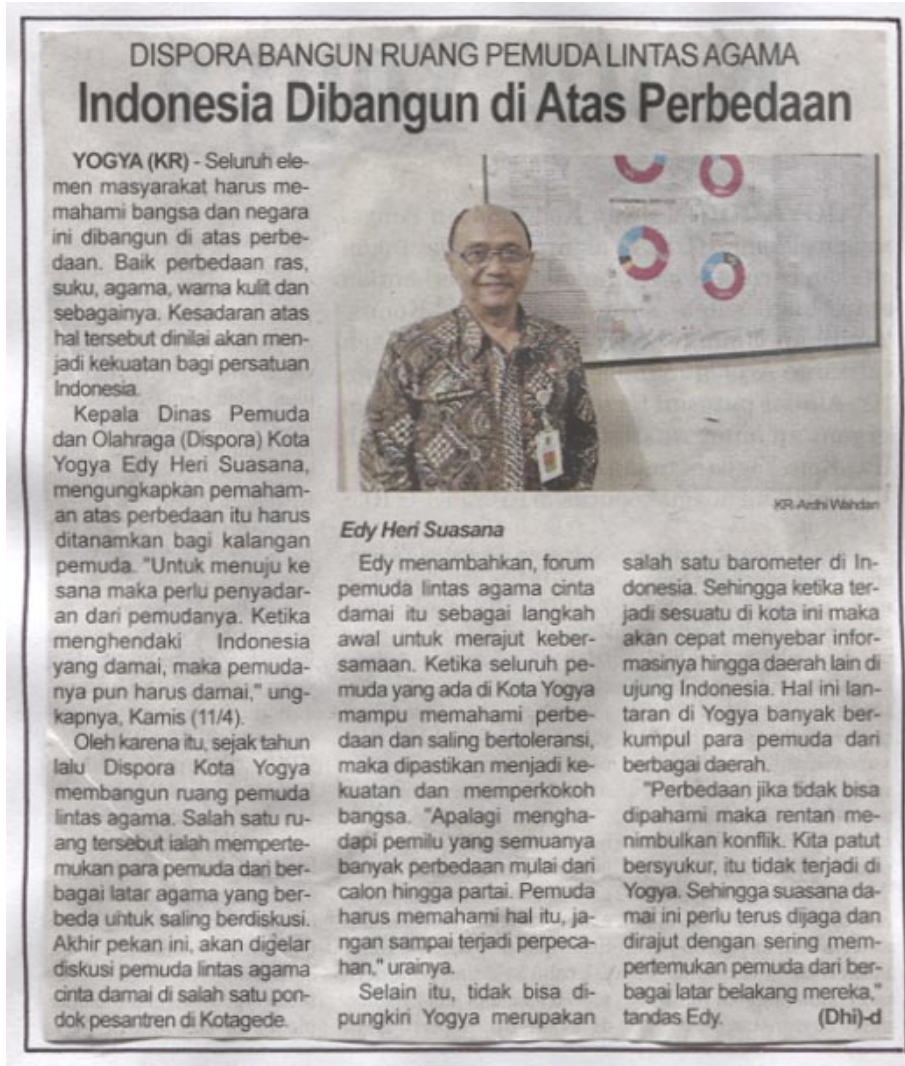 DISPORA BANGUN RUANG PEMUDA LINTAS AGAMA
Indonesia Dibangun di Atas Perbedaan
YOGYA (KR) - Seluruh ele-
men masyarakat harus me-
mahami bangsa dan negara
ini dibangun di atas perbe-
daan. Baik perbedaan ras,
suku, agama, warna kulit dan
sebagainya. Kesadaran atas
hal tersebut dinilai akan men-
jadi kekuatan bagi persatuan
Indonesia.
Kepala Dinas Pemuda
dan Olahraga (Dispora) Kota
Yogya Edy Heri Suasana,
mengungkapkan pemaham-
an atas perbedaan itu harus
ditanamkan bagi kalangan
pemuda. "Untuk menuju ke
sana maka perlu penyadar-
an dari pemudanya. Ketika
menghendaki Indonesia
yang damai, maka pemuda-
nya pun harus damai," ung-
kapnya, Kamis (11/4).
Oleh karena itu, sejak tahun
lalu Dispora Kota Yogya
membangun ruang pemuda
lintas agama. Salah satu ru-
ang tersebut ialah memperte-
mukan para pemuda dari ber-
bagai latar agama yang ber-
beda untuk saling berdiskusi.
Akhir pekan ini, akan digelar
diskusi pemuda lintas agama
cinta damai di salah satu pon-
dok pesantren di Kotagede.
KR-Ardhi Wahdan
Edy Heri Suasana
Edy menambahkan, forum
pemuda lintas agama cinta
damai itu sebagai langkah
awal untuk merajut keber-
samaan. Ketika seluruh pe-
muda yang ada di Kota Yogya
mampu memahami perbe-
daan dan saling bertoleransi,
maka dipastikan menjadi ke-
kuatan dan memperkokoh
bangsa. "Apalagi mengha-
dapi pemilu yang semuanya
banyak perbedaan mulai dari
calon hingga partai. Pemuda
harus memahami hal itu, ja-
ngan sampai terjadi perpeca-
han," urainya.
Selain itu, tidak bisa di-
pungkiri Yogya merupakan
salah satu barometer di In-
donesia. Sehingga ketika ter-
jadi sesuatu di kota ini maka
akan cepat menyebar infor-
masinya hingga daerah lain di
ujung Indonesia. Hal ini lan-
taran di Yogya banyak ber-
kumpul para pemuda dari
berbagai daerah.
"Perbedaan jika tidak bisa
dipahami maka rentan me-
nimbulkan konflik. Kita patut
bersyukur, itu tidak terjadi di
Yogya. Sehingga suasana da-
mai ini perlu terus dijaga dan
dirajut dengan sering mem-
pertemukan pemuda dari ber-
bagai latar belakang mereka,"
tandas Edy. (Dhi)-d